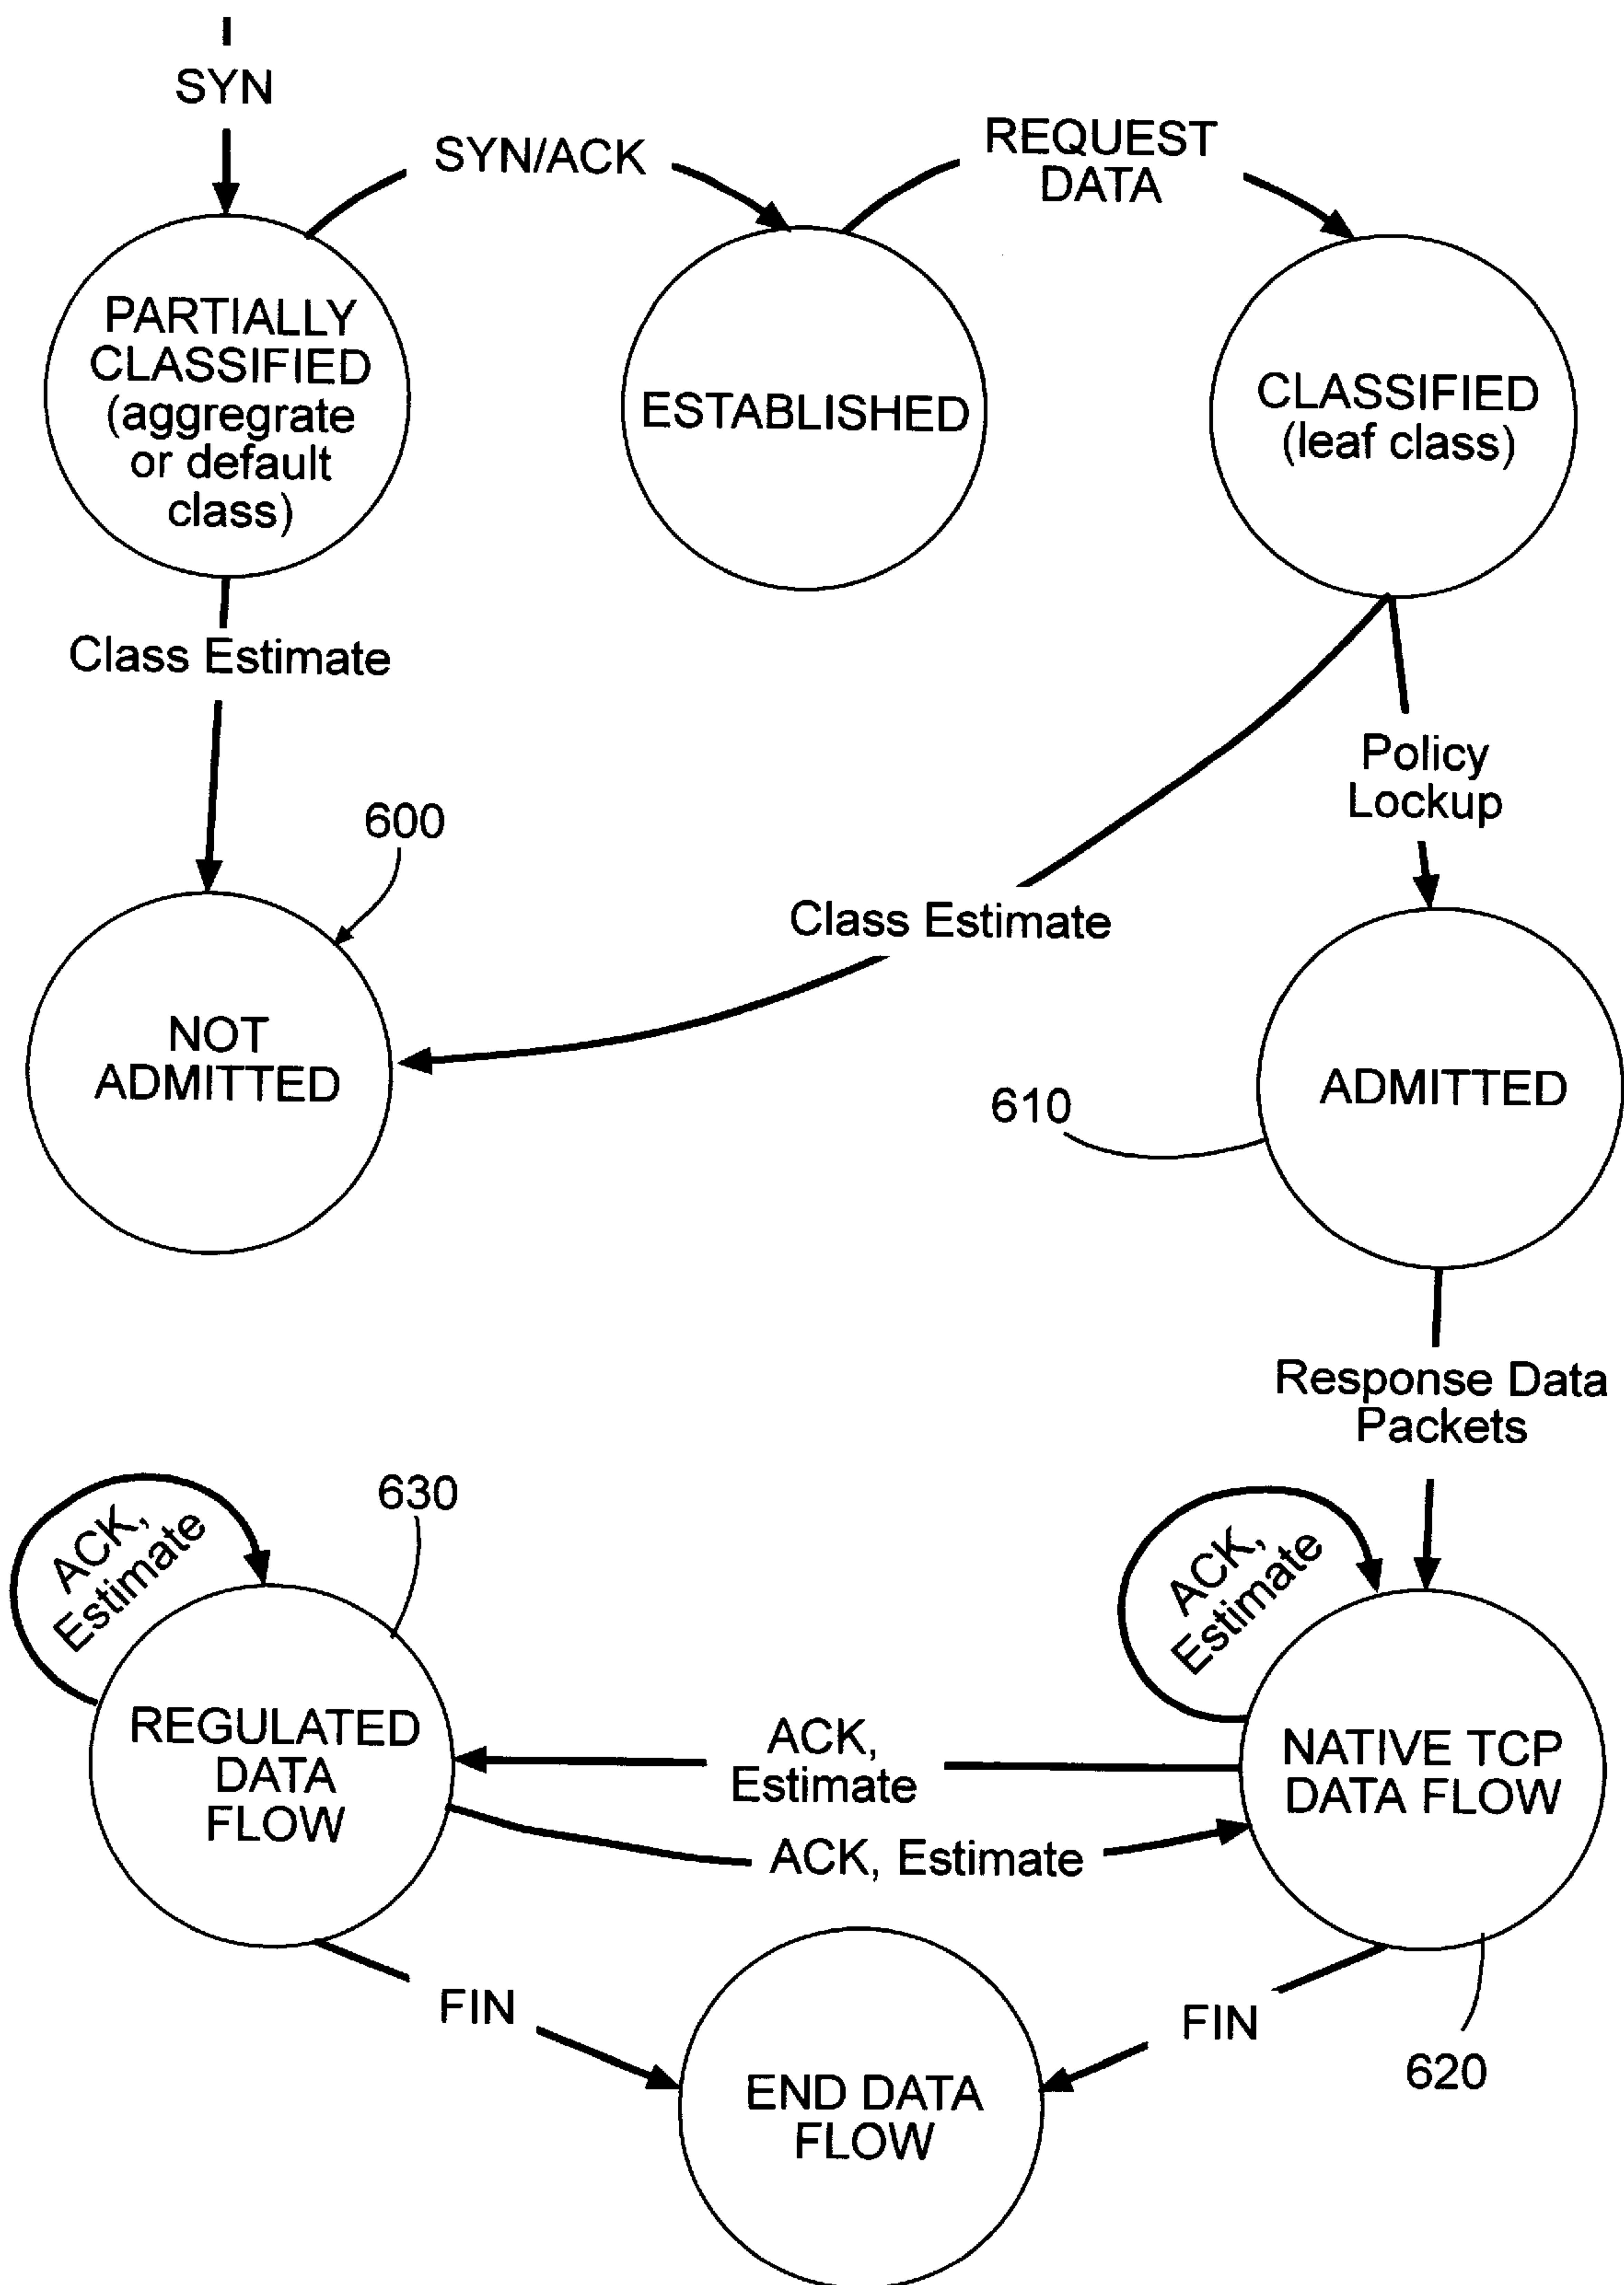 SYN
SYN/ACK
REQUEST
DATA
PARTIALLY
CLASSIFIED
(aggregrate
or default
class)
ESTABLISHED
CLASSIFIED
(leaf class)
Class Estimate
Policy
Lockup
600
Class Estimate
NOT
ADMITTED
610
ADMITTED
Response Data
Packets
ACK,
Estimate
630
ACK,
Estimate
REGULATED
DATA
FLOW
ACK,
Estimate
NATIVE TCP
DATA FLOW
ACK, Estimate
FIN
FIN
620
END DATA
FLOW